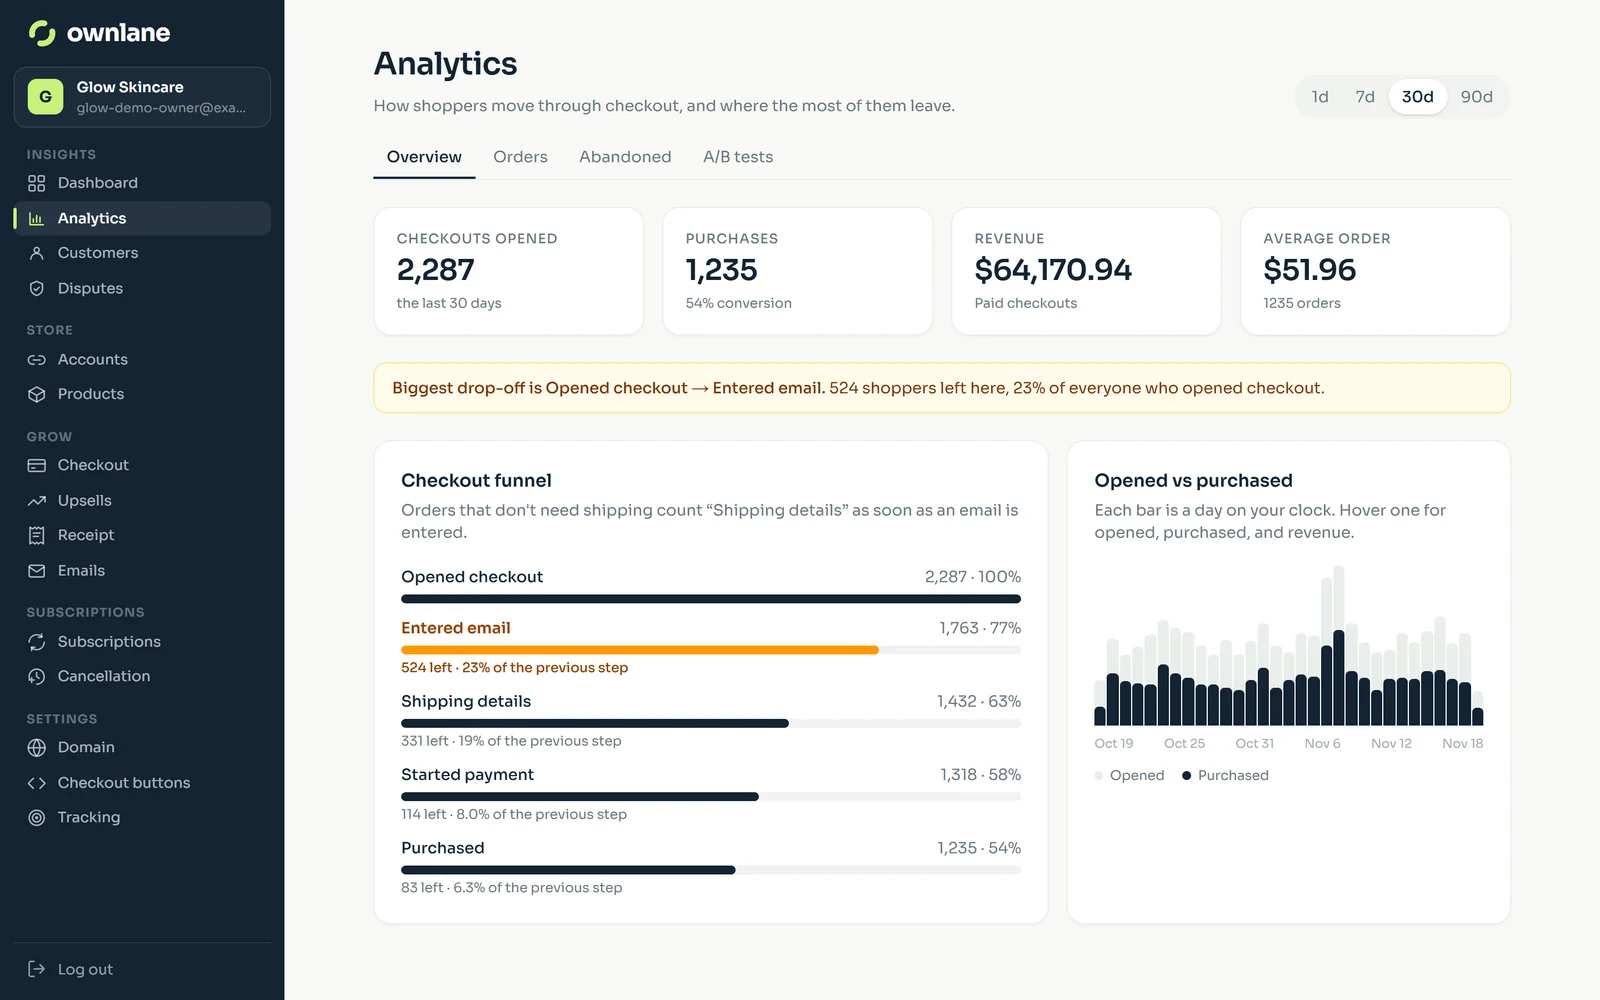 ownlane
G
Glow Skincare
glow-demo-owner@exa...
INSIGHTS
Dashboard
Analytics
Customers
Disputes
STORE
Accounts
Products
GROW
Checkout
Upsells
Receipt
Emails
SUBSCRIPTIONS
Subscriptions
Cancellation
SETTINGS
Domain
Checkout buttons
Tracking
Log out
Analytics
How shoppers move through checkout, and where the most of them leave.
1d 7d 30d 90d
Overview Orders Abandoned A/B tests
CHECKOUTS OPENED
2,287
the last 30 days
PURCHASES
1,235
54% conversion
REVENUE
$64,170.94
Paid checkouts
AVERAGE ORDER
$51.96
1235 orders
Biggest drop-off is Opened checkout → Entered email. 524 shoppers left here, 23% of everyone who opened checkout.
Checkout funnel
Orders that don't need shipping count “Shipping details” as soon as an email is
entered.
Opened checkout 2,287 · 100%
Entered email 1,763 · 77%
524 left · 23% of the previous step
Shipping details 1,432 · 63%
331 left · 19% of the previous step
Started payment 1,318 · 58%
114 left · 8.0% of the previous step
Purchased 1,235 · 54%
83 left · 6.3% of the previous step
Opened vs purchased
Each bar is a day on your clock. Hover one for
opened, purchased, and revenue.
Oct 19 Oct 25 Oct 31 Nov 6 Nov 12 Nov 18
Opened Purchased